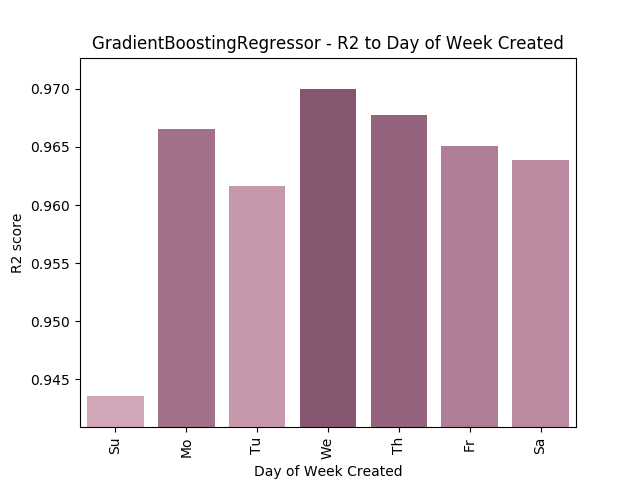 GradientBoostingRegressor - R2 to Day of Week Created
0.970
0.965
0.960
0.955
0.950
0.945
R2 score
Su
Mo
Tu
We
Th
Fr
Sa
Day of Week Created